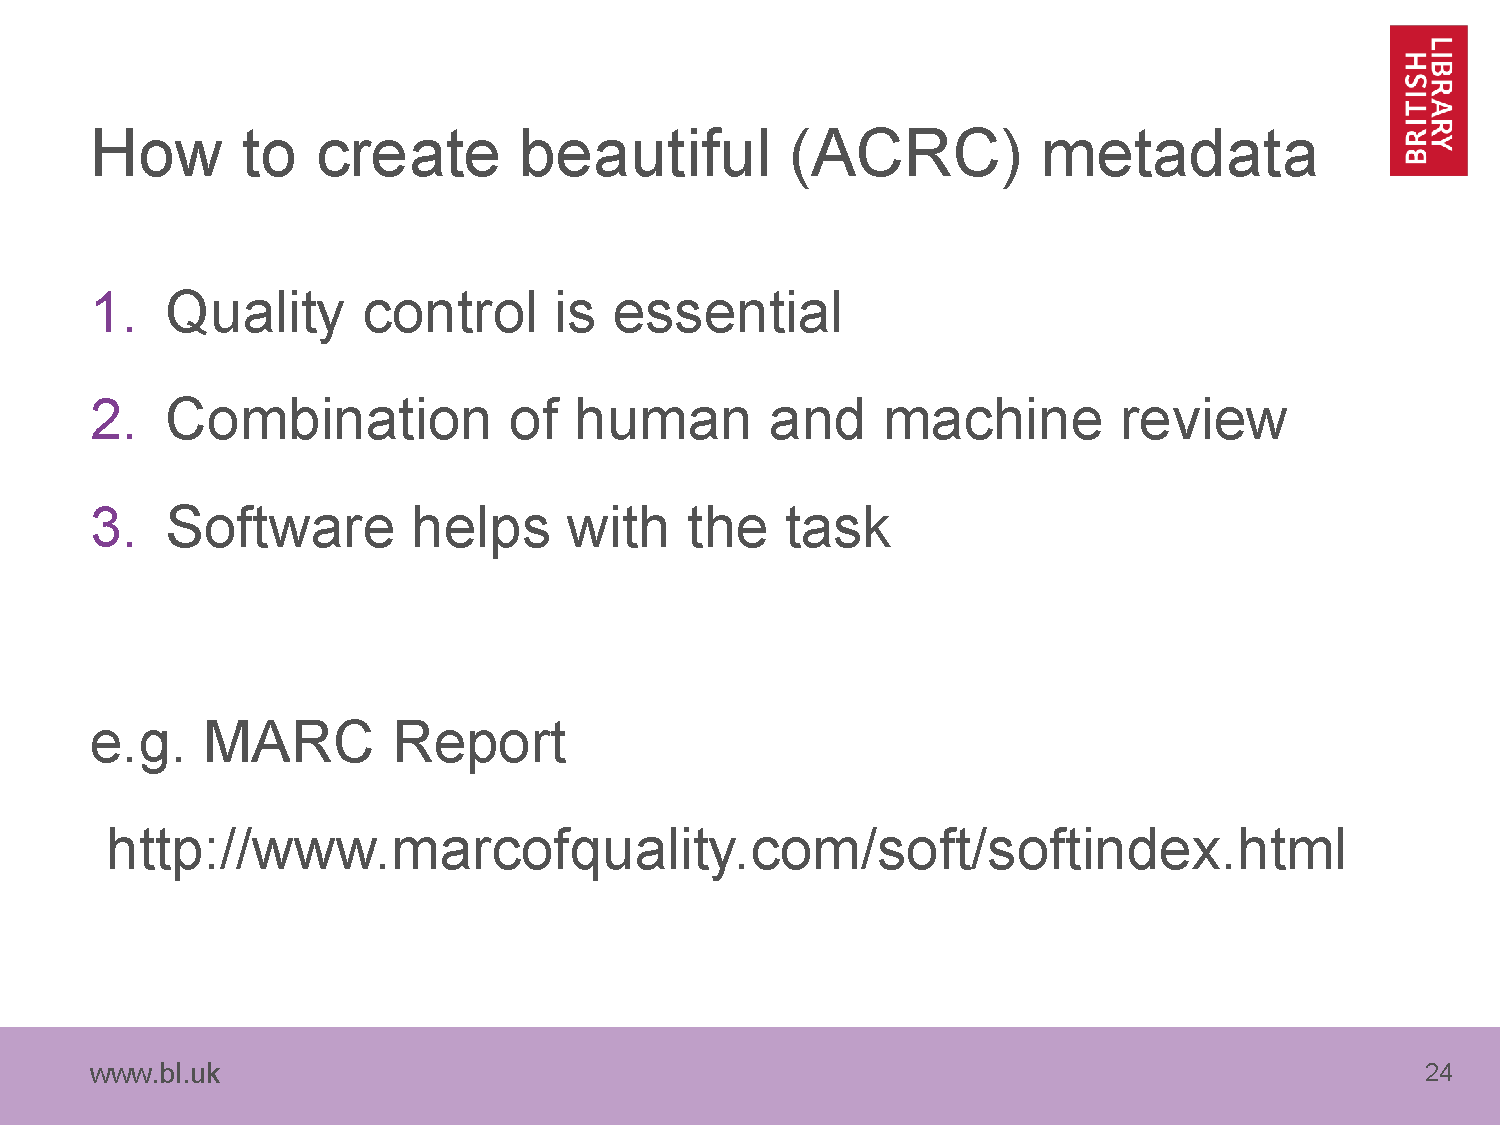 LIBRARY
BRITISH
How to create beautiful (ACRC) metadata
1. Quality control is essential
2. Combination of human and machine review
3. Software helps with the task
e.g. MARC Report
http://www.marcofquality.com/soft/softindex.html
www.bl.uk
24